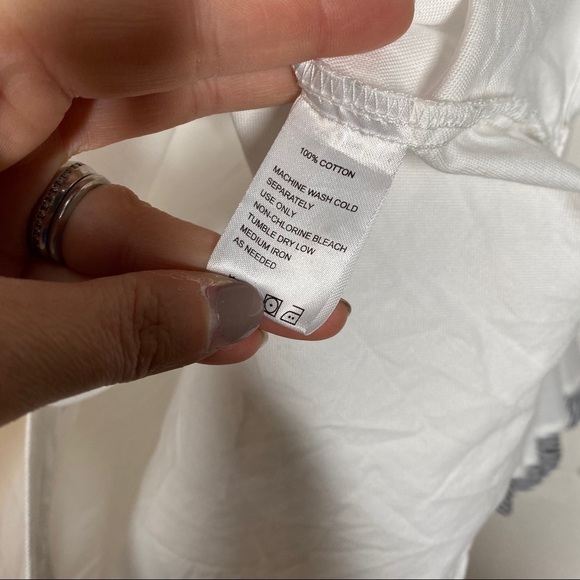 100% COTTON
MACHINE WASH COLD
SEPARATELY
USE ONLY
NON-CHLORINE BLEACH
TUMBLE DRY LOW
MEDIUM IRON
AS NEEDED